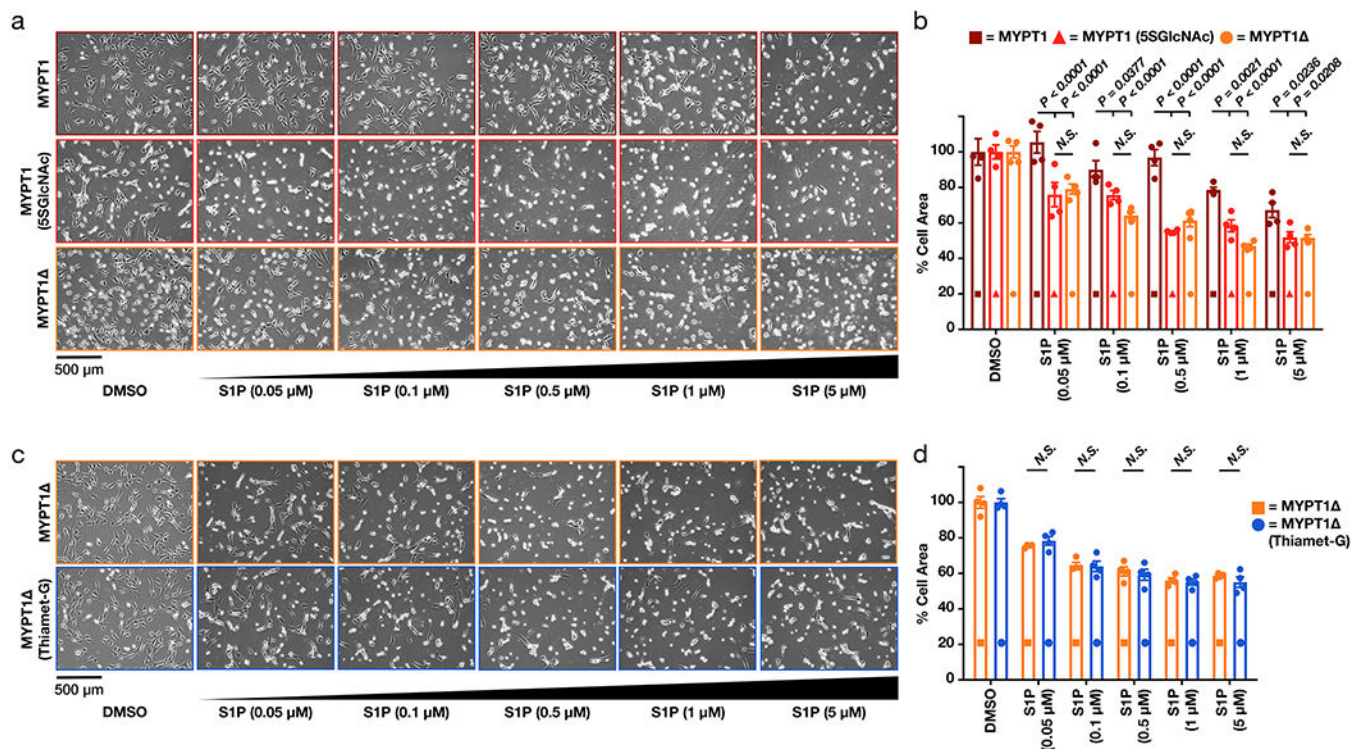 a
MYPT1
MYPT1
(5SGlcNAc)
MYPT1Δ
500 μm
DMSO
S1P (0.05 μM)
S1P (0.1 μM)
S1P (0.5 μM)
S1P (1 μM)
S1P (5 μM)
b
= MYPT1
= MYPT1 (5SGlcNAc)
= MYPT1Δ
P < 0.0001
P < 0.0001
P = 0.0377
P < 0.0001
P < 0.0001
P < 0.0001
P = 0.0021
P < 0.0001
P = 0.0236
P = 0.0208
N.S.
N.S.
N.S.
N.S.
N.S.
% Cell Area
100
80
60
40
20
0
DMSO
S1P
(0.05 μM)
S1P
(0.1 μM)
S1P
(0.5 μM)
S1P
(1 μM)
S1P
(5 μM)
c
MYPT1Δ
MYPT1Δ
(Thiamet-G)
500 μm
DMSO
S1P (0.05 μM)
S1P (0.1 μM)
S1P (0.5 μM)
S1P (1 μM)
S1P (5 μM)
d
N.S.
N.S.
N.S.
N.S.
N.S.
= MYPT1Δ
= MYPT1Δ
(Thiamet-G)
% Cell Area
100
80
60
40
20
0
DMSO
S1P
(0.05 μM)
S1P
(0.1 μM)
S1P
(0.5 μM)
S1P
(1 μM)
S1P
(5 μM)